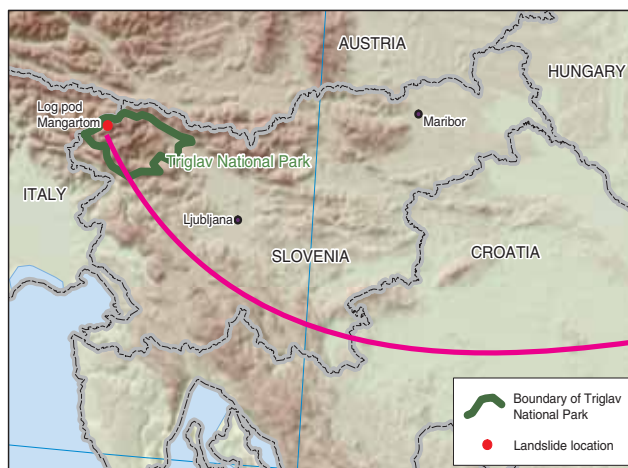 AUSTRIA
HUNGARY
Log pod
Mangartom
Maribor
Triglav National Park
ITALY
Ljubljana
SLOVENIA
CROATIA
Boundary of Triglav
National Park
Landslide location